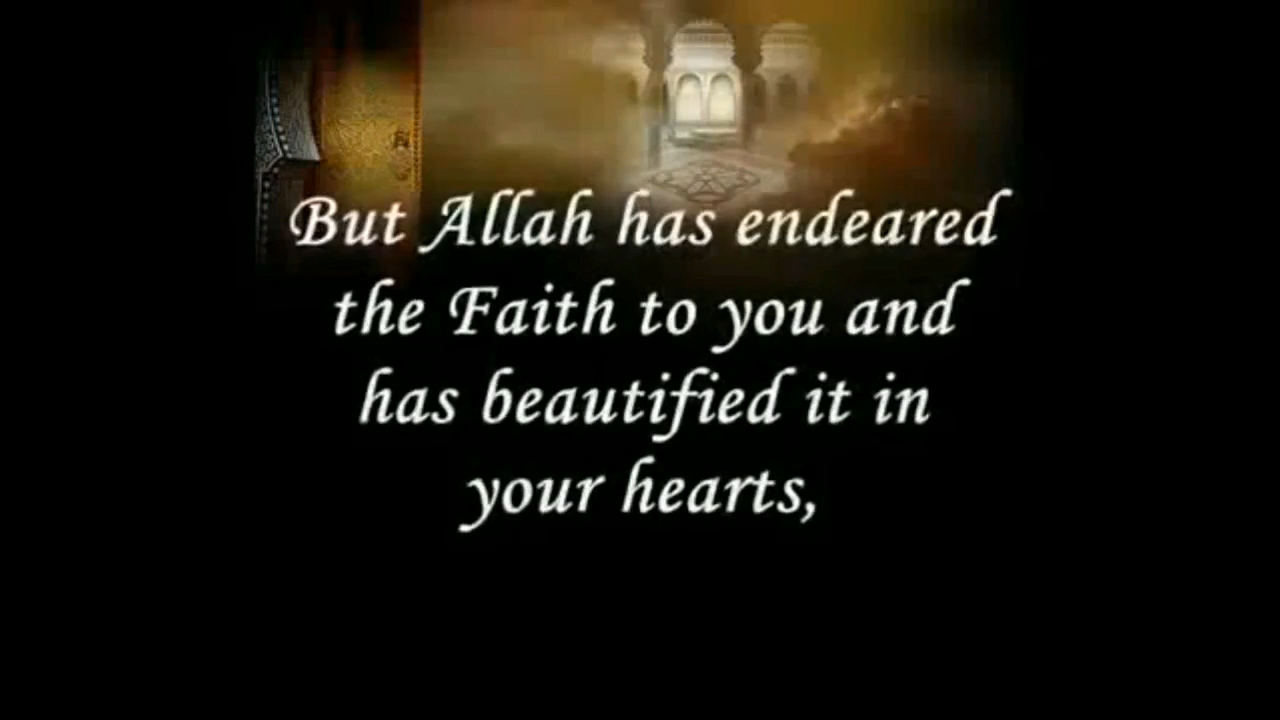 But Allah has endeared
the Faith to you and
has beautified it in
your hearts,